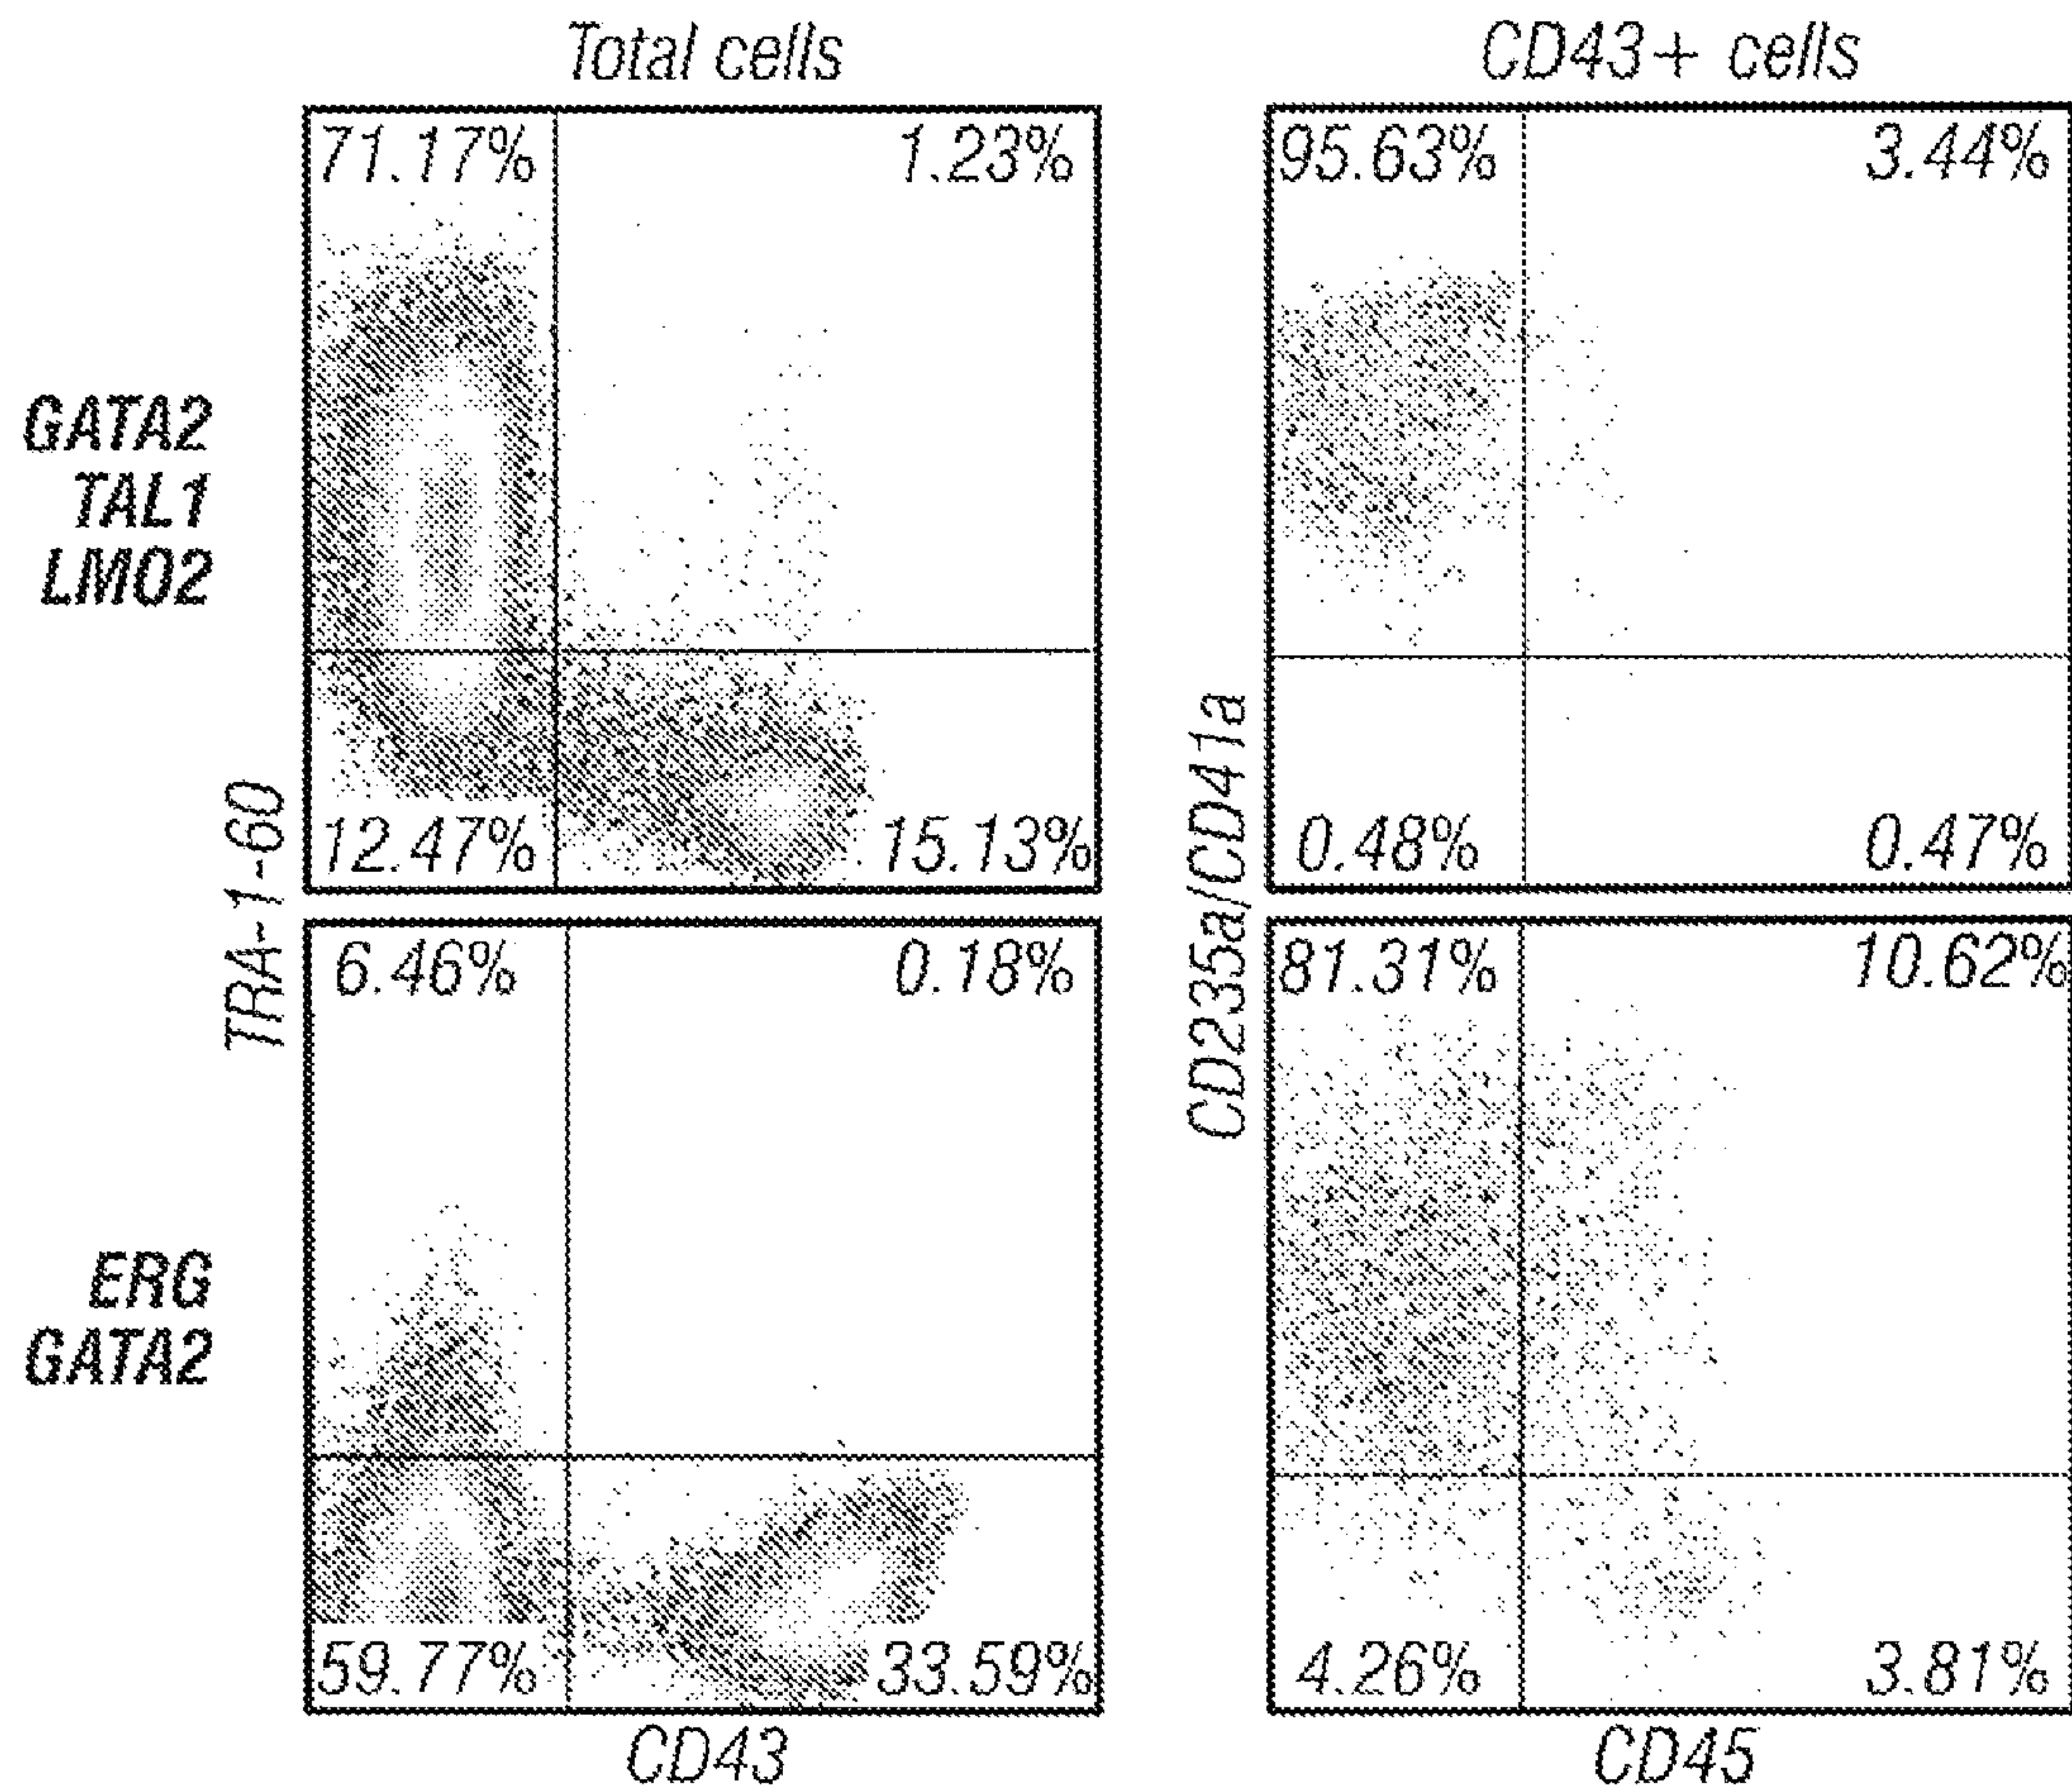 Total cells
CD43+ cells
71.17%
1.23%
95.63%
3.44%
GATA2
TAL1
LMO2
12.47%
15.13%
0.48%
0.47%
TRA-1-60
CD235a/CD41a
6.46%
0.18%
81.31%
10.62%
ERG
GATA2
59.77%
33.59%
4.26%
3.81%
CD43
CD45